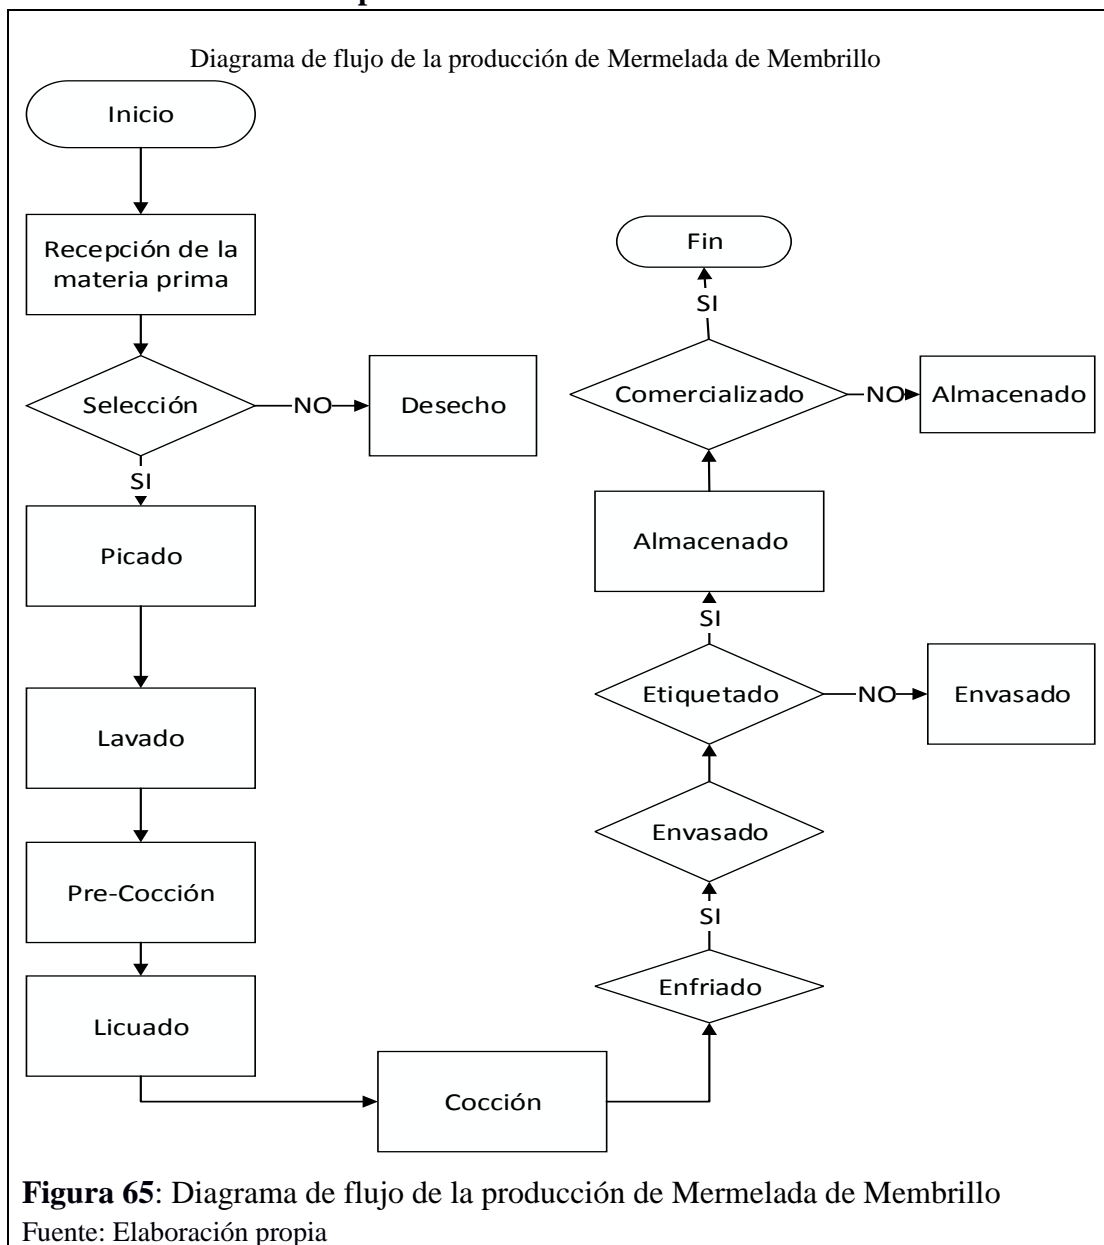 Diagrama de flujo de la producción de Mermelada de Membrillo
Inicio
Recepción de la
materia prima
Selección
NO
Desecho
SI
Picado
Lavado
Pre-Cocción
Licuado
Cocción
Enfriado
SI
Envasado
Etiquetado
NO
Envasado
SI
Almacenado
Comercializado
NO
Almacenado
SI
Fin
Figura 65: Diagrama de flujo de la producción de Mermelada de Membrillo
Fuente: Elaboración propia